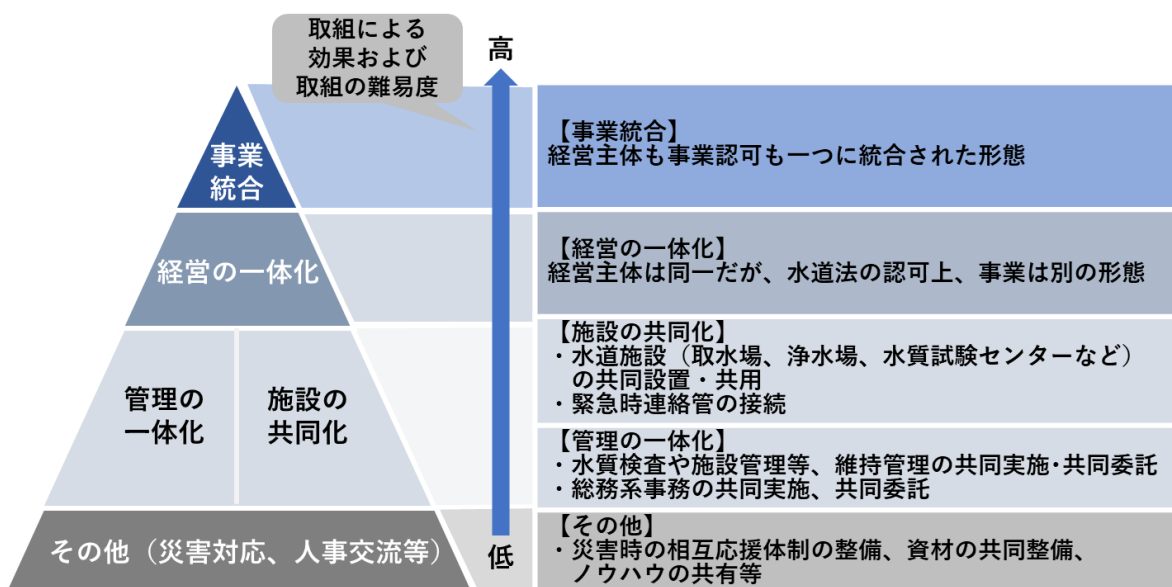 取組による
効果および
取組の難易度
高
事業
統合
経営の一体化
管理の
一体化
施設の
共同化
その他（災害対応、人事交流等）
低
【事業統合】
経営主体も事業認可も一つに統合された形態
【経営の一体化】
経営主体は同一だが、水道法の認可上、事業は別の形態
【施設の共同化】
・水道施設（取水場、浄水場、水質試験センターなど）
の共同設置・共用
・緊急時連絡管の接続
【管理の一体化】
・水質検査や施設管理等、維持管理の共同実施･共同委託
・総務系事務の共同実施、共同委託
【その他】
・災害時の相互応援体制の整備、資材の共同整備、
ノウハウの共有等